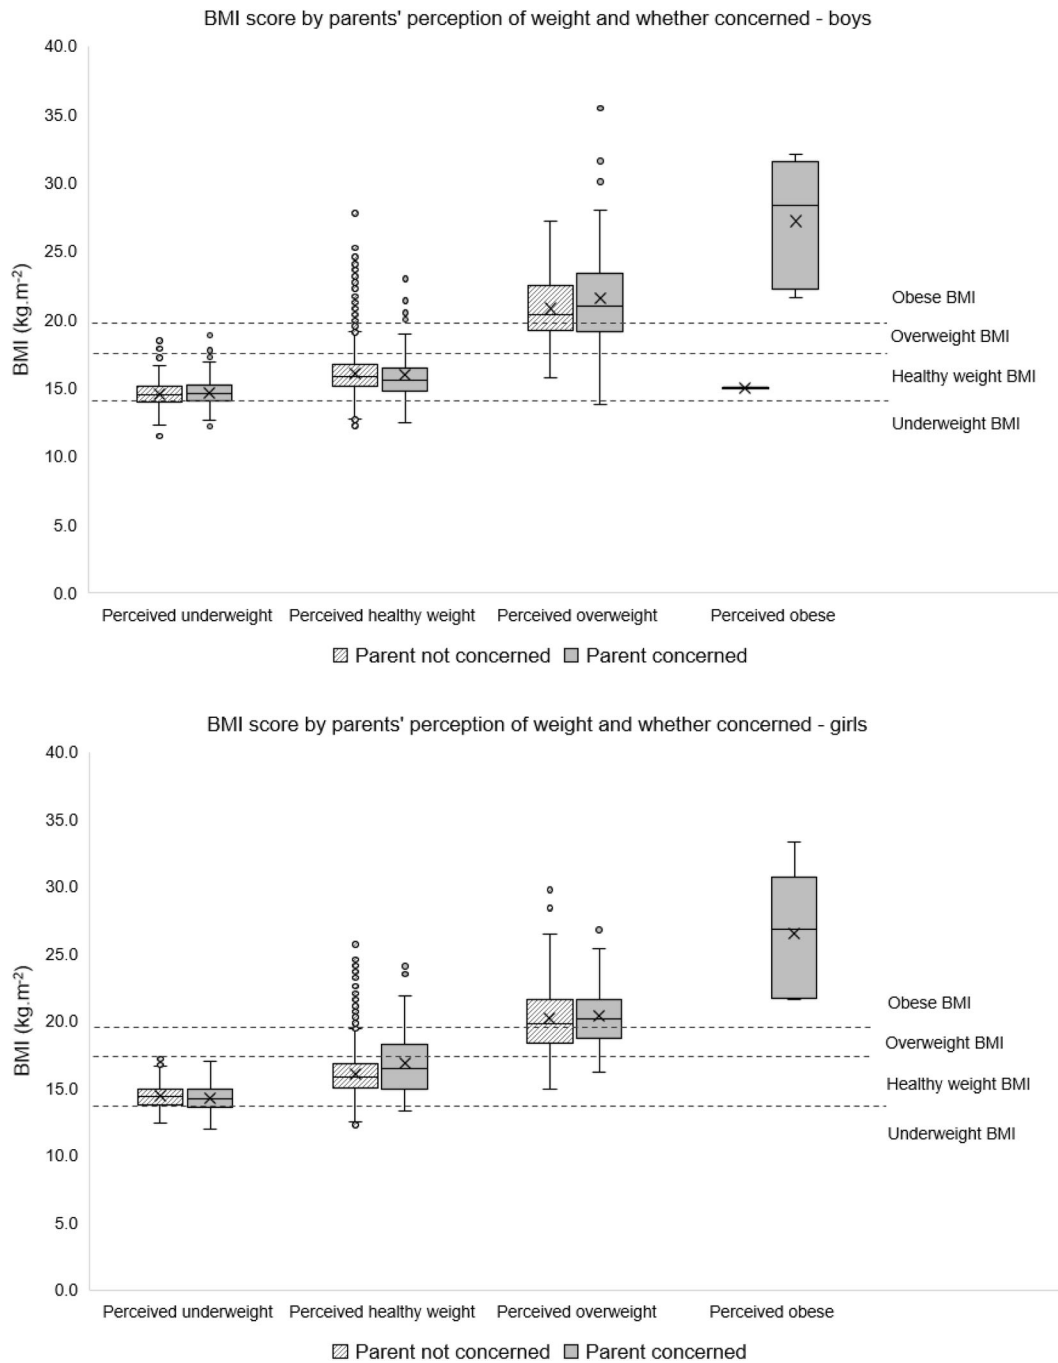 BMI score by parents' perception of weight and whether concerned - boys
40.0
35.0
30.0
25.0
20.0
15.0
10.0
5.0
0.0
BMI (kg.m-2)
Obese BMI
Overweight BMI
Healthy weight BMI
Underweight BMI
Perceived underweight Perceived healthy weight Perceived overweight Perceived obese
Parent not concerned Parent concerned
BMI score by parents' perception of weight and whether concerned - girls
40.0
35.0
30.0
25.0
20.0
15.0
10.0
5.0
0.0
BMI (kg.m-2)
Obese BMI
Overweight BMI
Healthy weight BMI
Underweight BMI
Perceived underweight Perceived healthy weight Perceived overweight Perceived obese
Parent not concerned Parent concerned